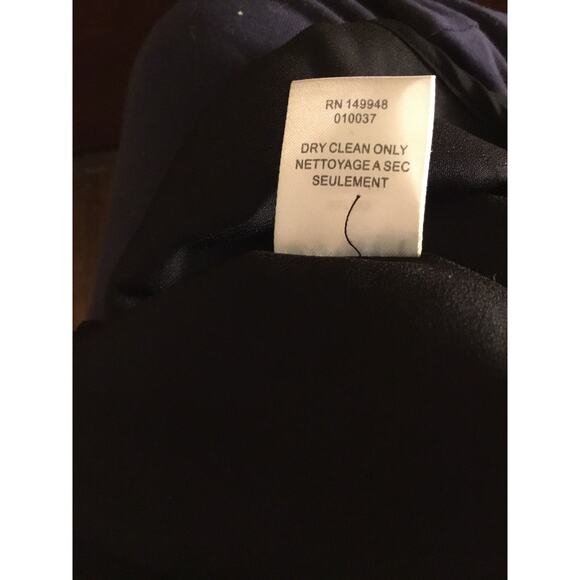 RN 149948
010037
DRY CLEAN ONLY
NETTOYAGE A SEC
SEULEMENT